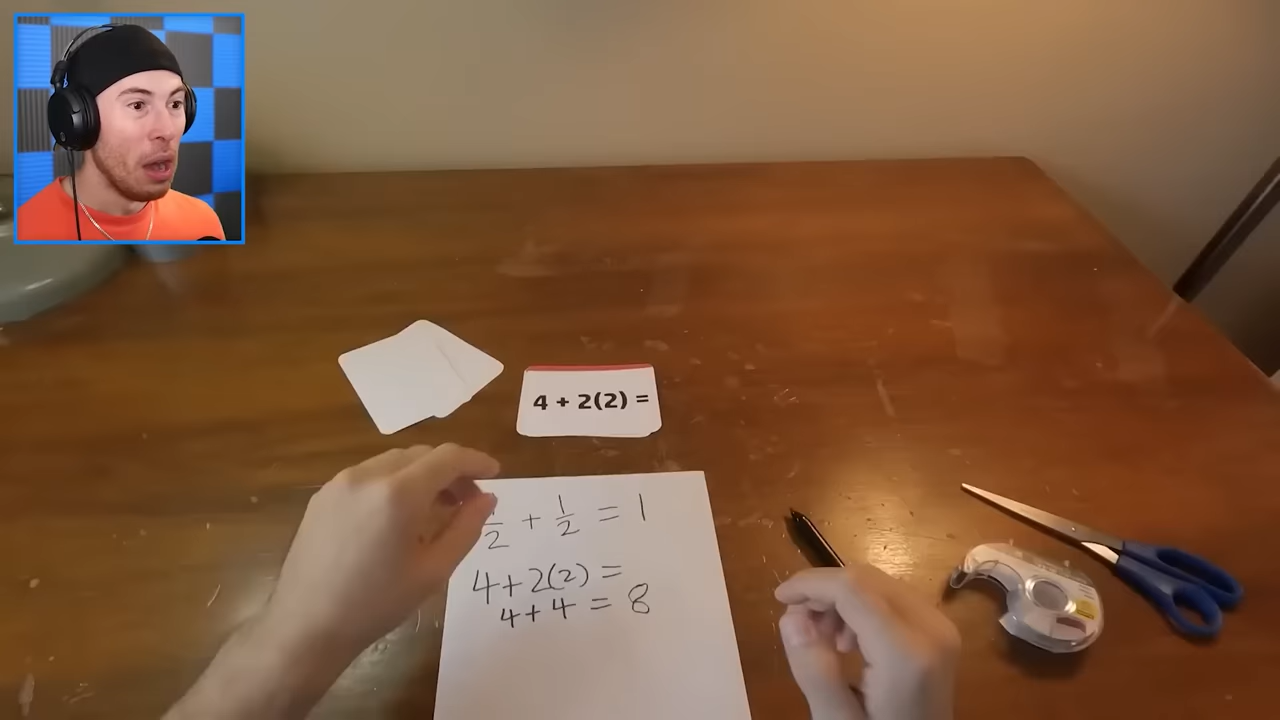 4 + 2(2) =
1/2 + 1/2 = 1
4+2(2) =
4+4 = 8